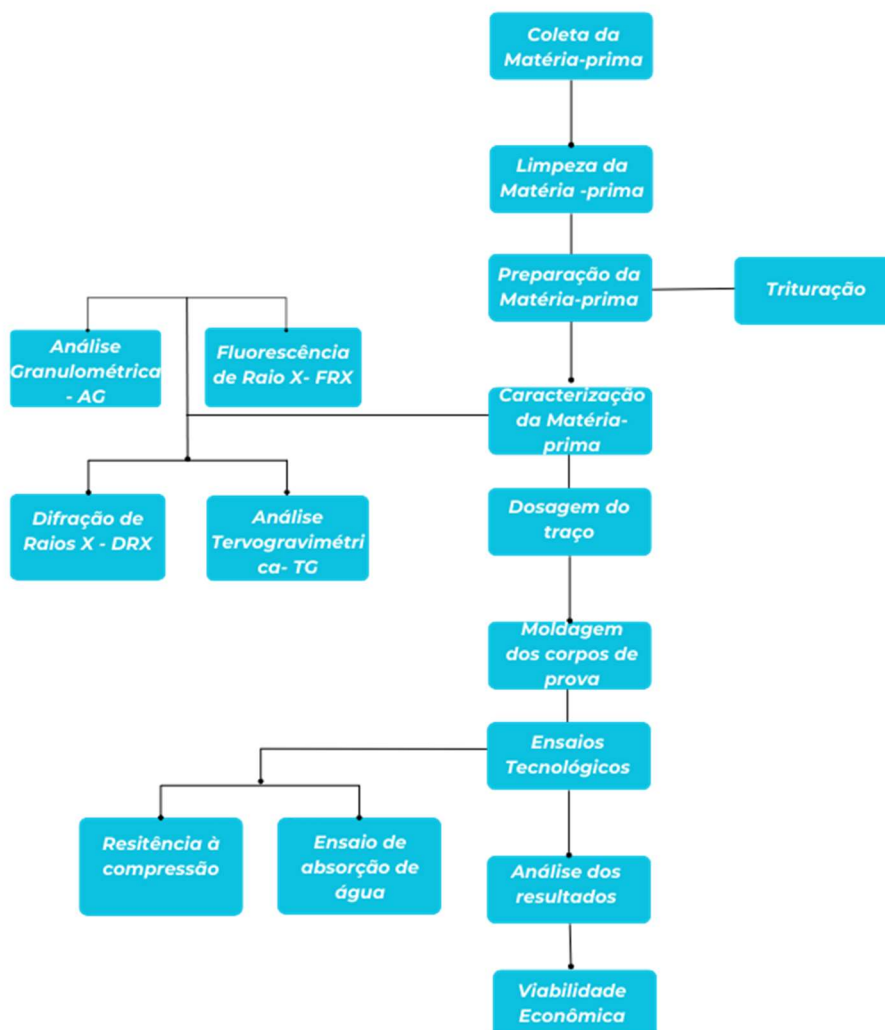 Coleta da
Matéria-prima
Limpeza da
Matéria -prima
Preparação da
Matéria-prima
Trituração
Análise
Granulométrica
- AG
Fluorescência
de Raio X- FRX
Caracterização
da Matéria-
prima
Difração de
Raios X - DRX
Análise
Tervogravimétri
ca- TG
Dosagem do
traço
Moldagem
dos corpos de
prova
Ensaios
Tecnológicos
Resitência à
compressão
Ensaio de
absorção de
água
Análise dos
resultados
Viabilidade
Econômica